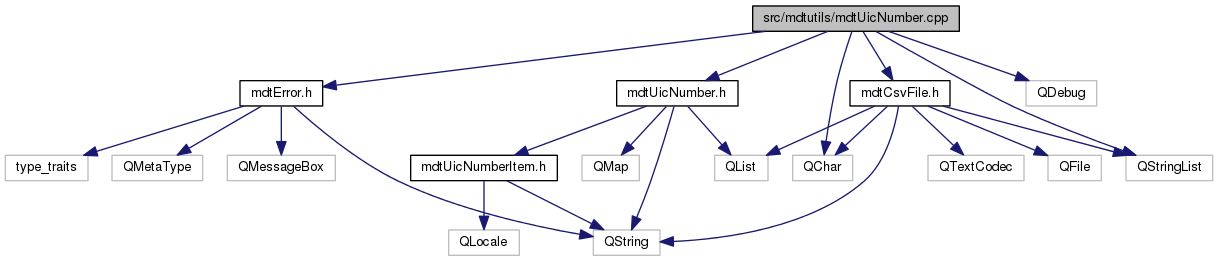 src/mdtutils/mdtUicNumber.cpp
mdtError.h
mdtUicNumber.h
mdtCsvFile.h
QDebug
type_traits
QMetaType
QMessageBox
mdtUicNumberItem.h
QMap
QList
QChar
QTextCodec
QFile
QStringList
QLocale
QString